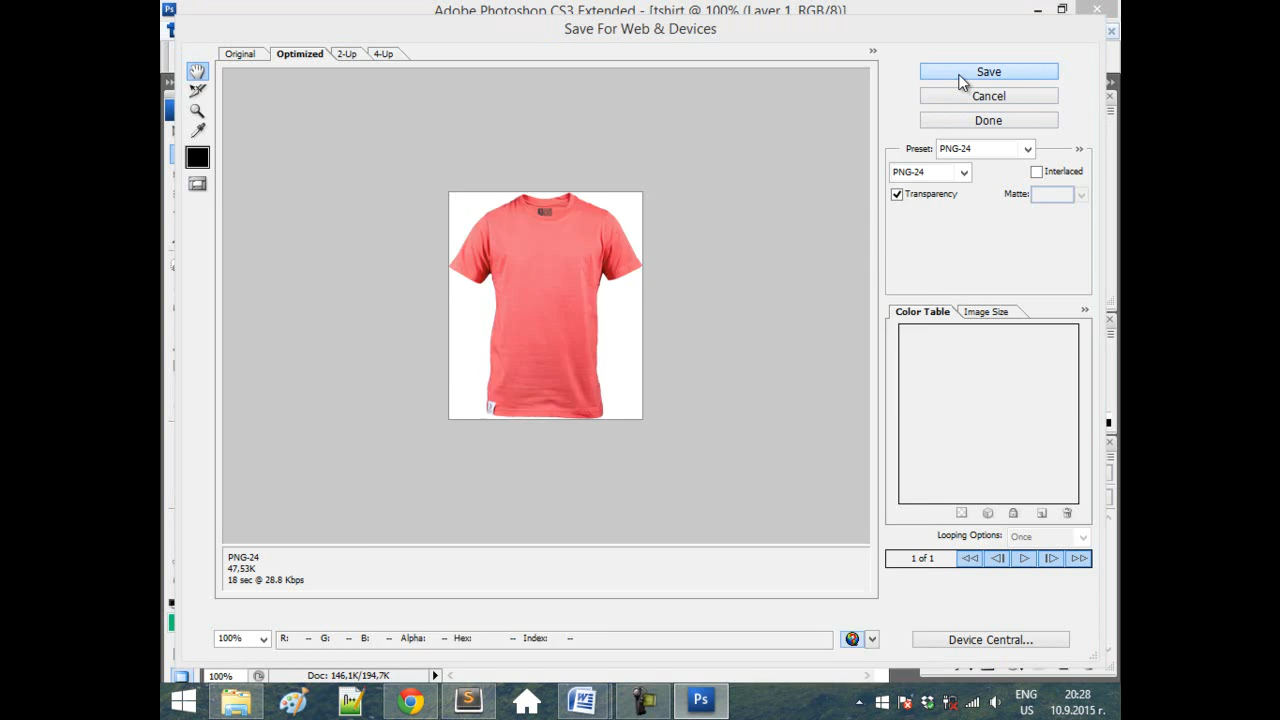 Adobe Photoshop CS3 Extended - [tshirt @ 100% (Layer 1, RGB/8)]
Save For Web & Devices
Original
Optimized
2-Up
4-Up
Save
Cancel
Done
Preset:
PNG-24
PNG-24
Interlaced
Transparency
Matte:
Color Table
Image Size
Looping Options:
Once
1 of 1
PNG-24
47,53K
18 sec @ 28.8 Kbps
100%
R: --
G: --
B: --
Alpha: --
Hex: --
Index: --
Device Central...
100%
Doc: 146,1K/194,7K
W
Ps
ENG
US
20:28
10.9.2015 г.